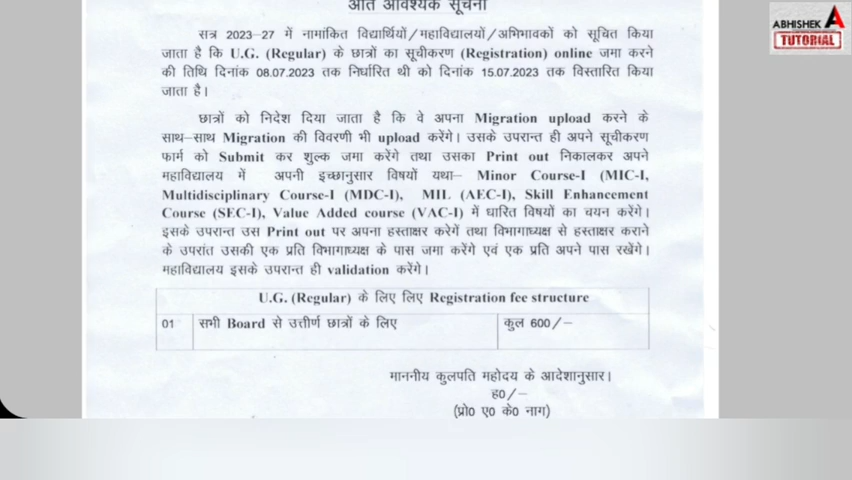 अति आवश्यक सूचना
ABHISHEK A
TUTORIAL
सत्र 2023-27 में नामांकित विद्यार्थियों/महाविद्यालयों/अभिभावकों को सूचित किया
जाता है कि U.G. (Regular) के छात्रों का सूचीकरण (Registration) online जमा करने
की तिथि दिनांक 08.07.2023 तक निर्धारित थी को दिनांक 15.07.2023 तक विस्तारित किया
जाता है।
छात्रों को निदेश दिया जाता है कि वे अपना Migration upload करने के
साथ–साथ Migration की विवरणी भी upload करेंगे। उसके उपरान्त ही अपने सूचीकरण
फार्म को Submit कर शुल्क जमा करेंगे तथा उसका Print out निकालकर अपने
महाविद्यालय में अपनी इच्छानुसार विषयों यथा– Minor Course-I (MIC-I,
Multidisciplinary Course-I (MDC-I), MIL (AEC-I), Skill Enhancement
Course (SEC-I), Value Added course (VAC-I) में धारित विषयों का चयन करेंगे।
इसके उपरान्त उस Print out पर अपना हस्ताक्षर करेगें तथा विभागाध्यक्ष से हस्ताक्षर कराने
के उपरांत उसकी एक प्रति विभागाध्यक्ष के पास जमा करेंगे एवं एक प्रति अपने पास रखेंगे।
महाविद्यालय इसके उपरान्त ही validation करेंगे।
U.G. (Regular) के लिए लिए Registration fee structure
01 सभी Board से उत्तीर्ण छात्रों के लिए कुल 600/–
माननीय कुलपति महोदय के आदेशानुसार।
ह0/–
(प्रो0 ए० के0 नाग)